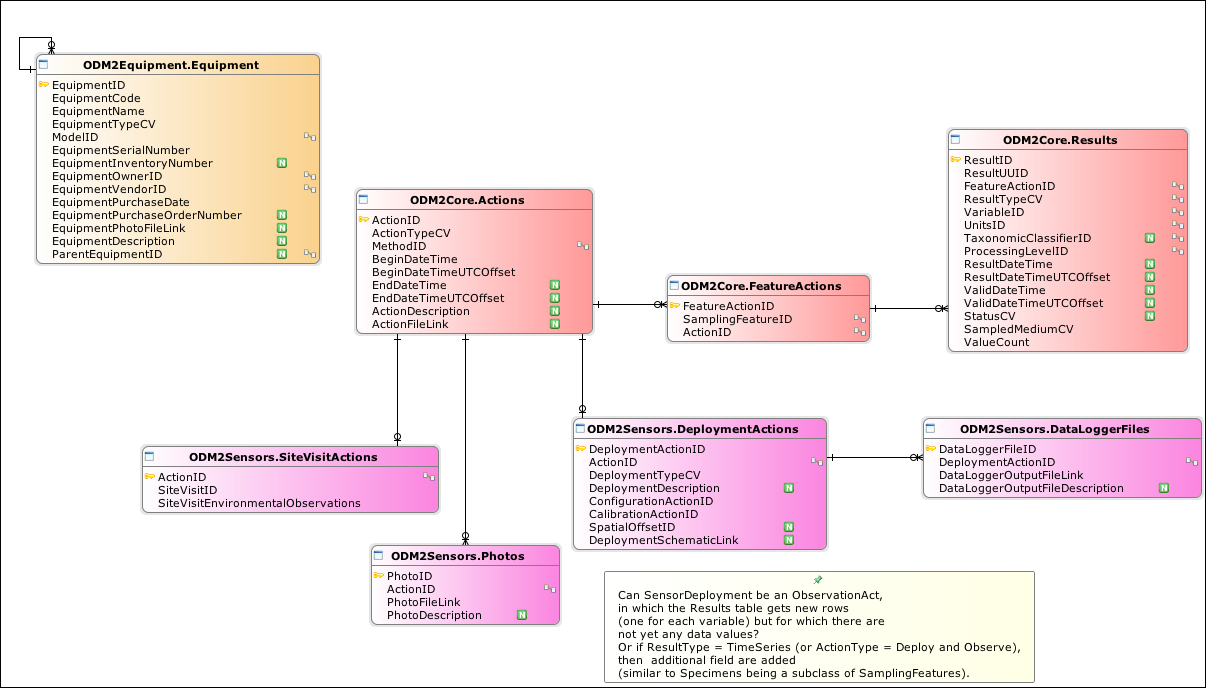 ODM2Equipment.Equipment
EquipmentID
EquipmentCode
EquipmentName
EquipmentTypeCV
ModelID
EquipmentSerialNumber
EquipmentInventoryNumber N
EquipmentOwnerID
EquipmentVendorID
EquipmentPurchaseDate
EquipmentPurchaseOrderNumber N
EquipmentPhotoFileLink N
EquipmentDescription N
ParentEquipmentID N
ODM2Core.Actions
ActionID
ActionTypeCV
MethodID
BeginDateTime
BeginDateTimeUTCOffset
EndDateTime N
EndDateTimeUTCOffset N
ActionDescription N
ActionFileLink N
ODM2Core.FeatureActions
FeatureActionID
SamplingFeatureID
ActionID
ODM2Core.Results
ResultID
ResultUUID
FeatureActionID
ResultTypeCV
VariableID
UnitsID
TaxonomicClassifierID N
ProcessingLevelID
ResultDateTime N
ResultDateTimeUTCOffset N
ValidDateTime N
ValidDateTimeUTCOffset N
StatusCV N
SampledMediumCV
ValueCount
ODM2Sensors.SiteVisitActions
ActionID
SiteVisitID
SiteVisitEnvironmentalObservations
ODM2Sensors.Photos
PhotoID
ActionID
PhotoFileLink
PhotoDescription N
ODM2Sensors.DeploymentActions
DeploymentActionID
ActionID
DeploymentTypeCV
DeploymentDescription N
ConfigurationActionID
CalibrationActionID
SpatialOffsetID N
DeploymentSchematicLink N
ODM2Sensors.DataLoggerFiles
DataLoggerFileID
DeploymentActionID
DataLoggerOutputFileLink
DataLoggerOutputFileDescription N
Can SensorDeployment be an ObservationAct,
in which the Results table gets new rows
(one for each variable) but for which there are
not yet any data values?
Or if ResultType = TimeSeries (or ActionType = Deploy and Observe),
then additional field are added
(similar to Specimens being a subclass of SamplingFeatures).